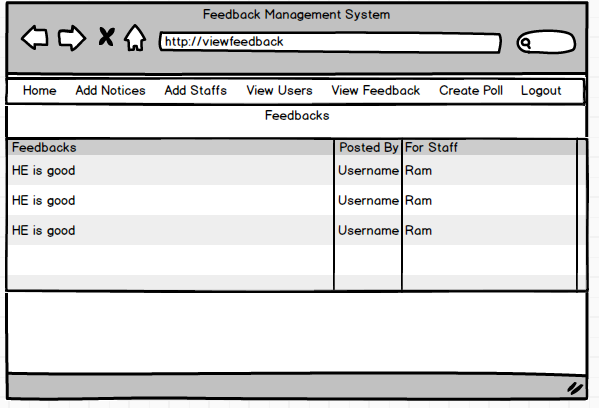 Feedback Management System
http://viewfeedback
Home Add Notices Add Staffs View Users View Feedback Create Poll Logout
Feedbacks
Feedbacks Posted By For Staff
HE is good Username Ram
HE is good Username Ram
HE is good Username Ram